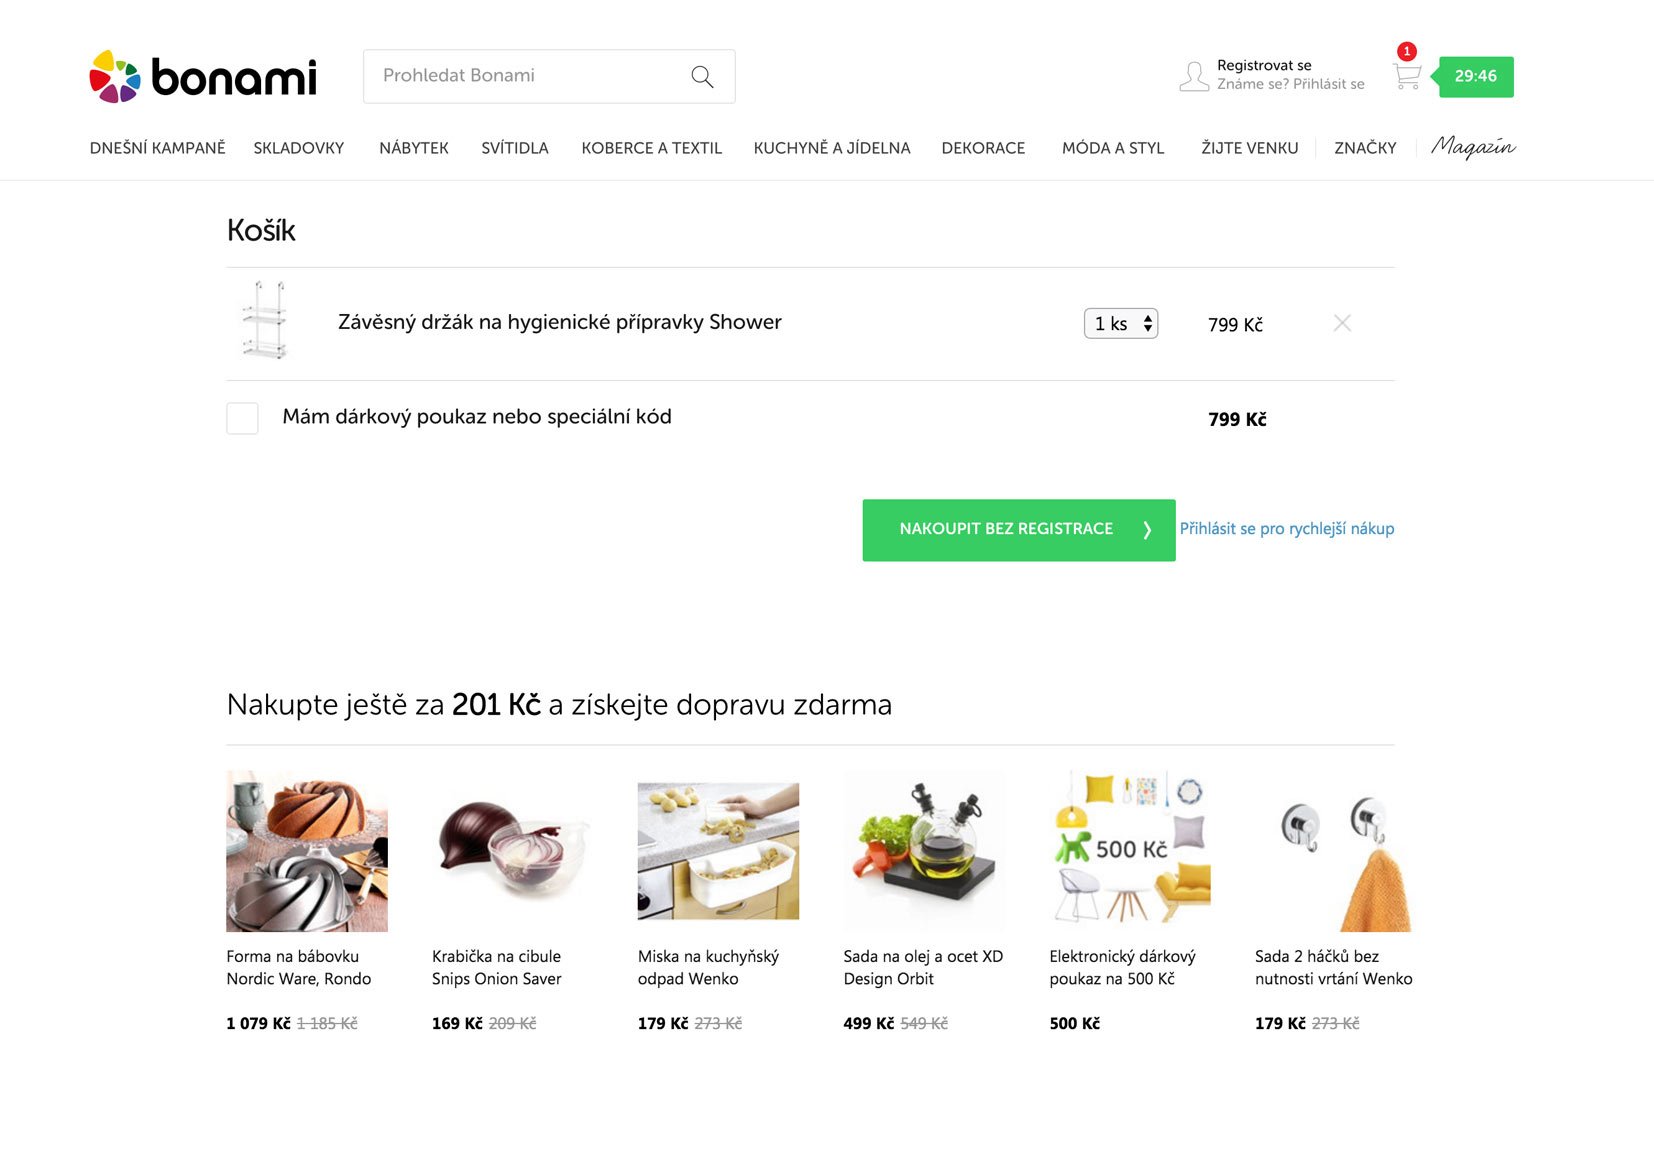 bonami
Prohledat Bonami
Registrovat se
Známe se? Přihlásit se
1
29:46
DNEŠNÍ KAMPANĚ SKLADOVKY NÁBYTEK SVÍTIDLA KOBERCE A TEXTIL KUCHYNĚ A JÍDELNA DEKORACE MÓDA A STYL ŽIJTE VENKU ZNAČKY Magazín
Košík
Závěsný držák na hygienické přípravky Shower 1 ks 799 Kč
Mám dárkový poukaz nebo speciální kód 799 Kč
NAKOUPIT BEZ REGISTRACE Přihlásit se pro rychlejší nákup
Nakupte ještě za 201 Kč a získejte dopravu zdarma
500 Kč
Forma na bábovku
Nordic Ware, Rondo
1 079 Kč 1 185 Kč
Krabička na cibule
Snips Onion Saver
169 Kč 209 Kč
Miska na kuchyňský
odpad Wenko
179 Kč 273 Kč
Sada na olej a ocet XD
Design Orbit
499 Kč 549 Kč
Elektronický dárkový
poukaz na 500 Kč
500 Kč
Sada 2 háčků bez
nutnosti vrtání Wenko
179 Kč 273 Kč